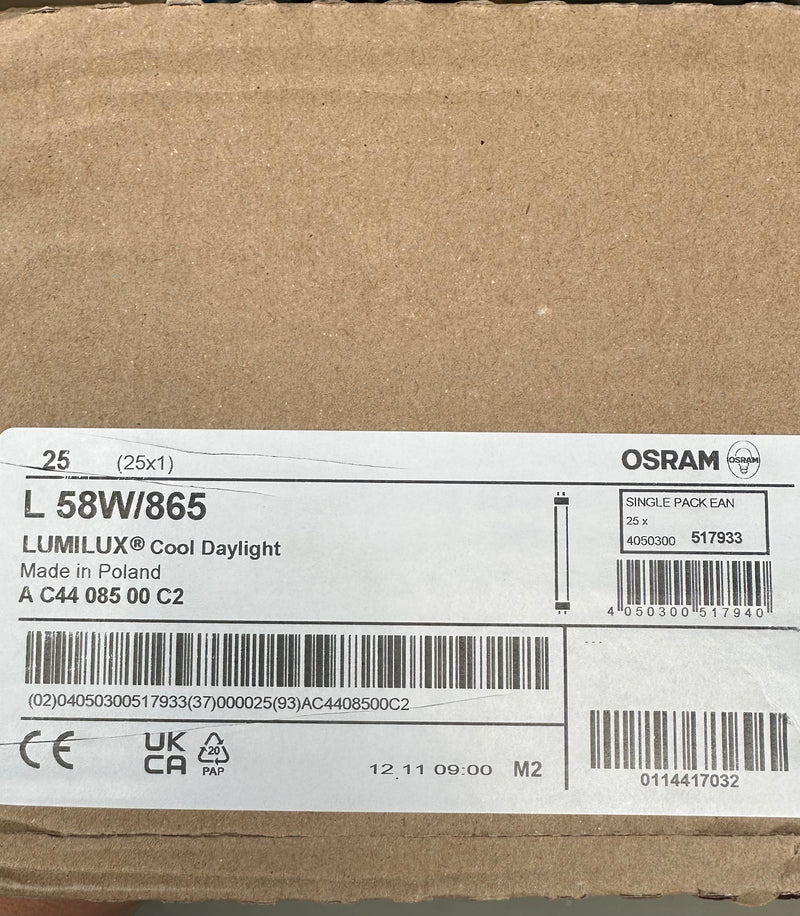 25 (25x1)
OSRAM OSRAM
L 58W/865
LUMILUX® Cool Daylight
Made in Poland
A C44 085 00 C2
SINGLE PACK EAN
25 x
4050300 517933
4 050300 517940
(02)04050300517933(37)000025(93)AC4408500C2
---
CE
UK
CA
20
PAP
12.11 09:00 M2
0114417032